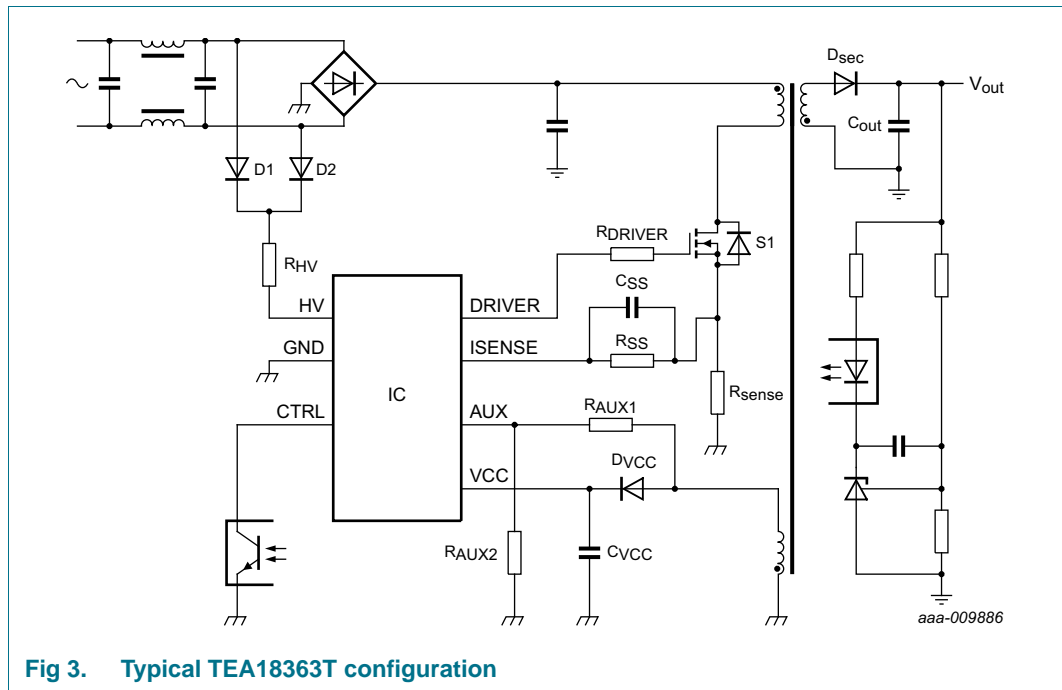 Dsec
Vout
Cout
D1
D2
RHV
RDRIVER
S1
CSS
HV
DRIVER
RSS
GND
ISENSE
IC
Rsense
CTRL
AUX
RAUX1
DVCC
VCC
RAUX2
CVCC
aaa-009886
Fig 3. Typical TEA18363T configuration